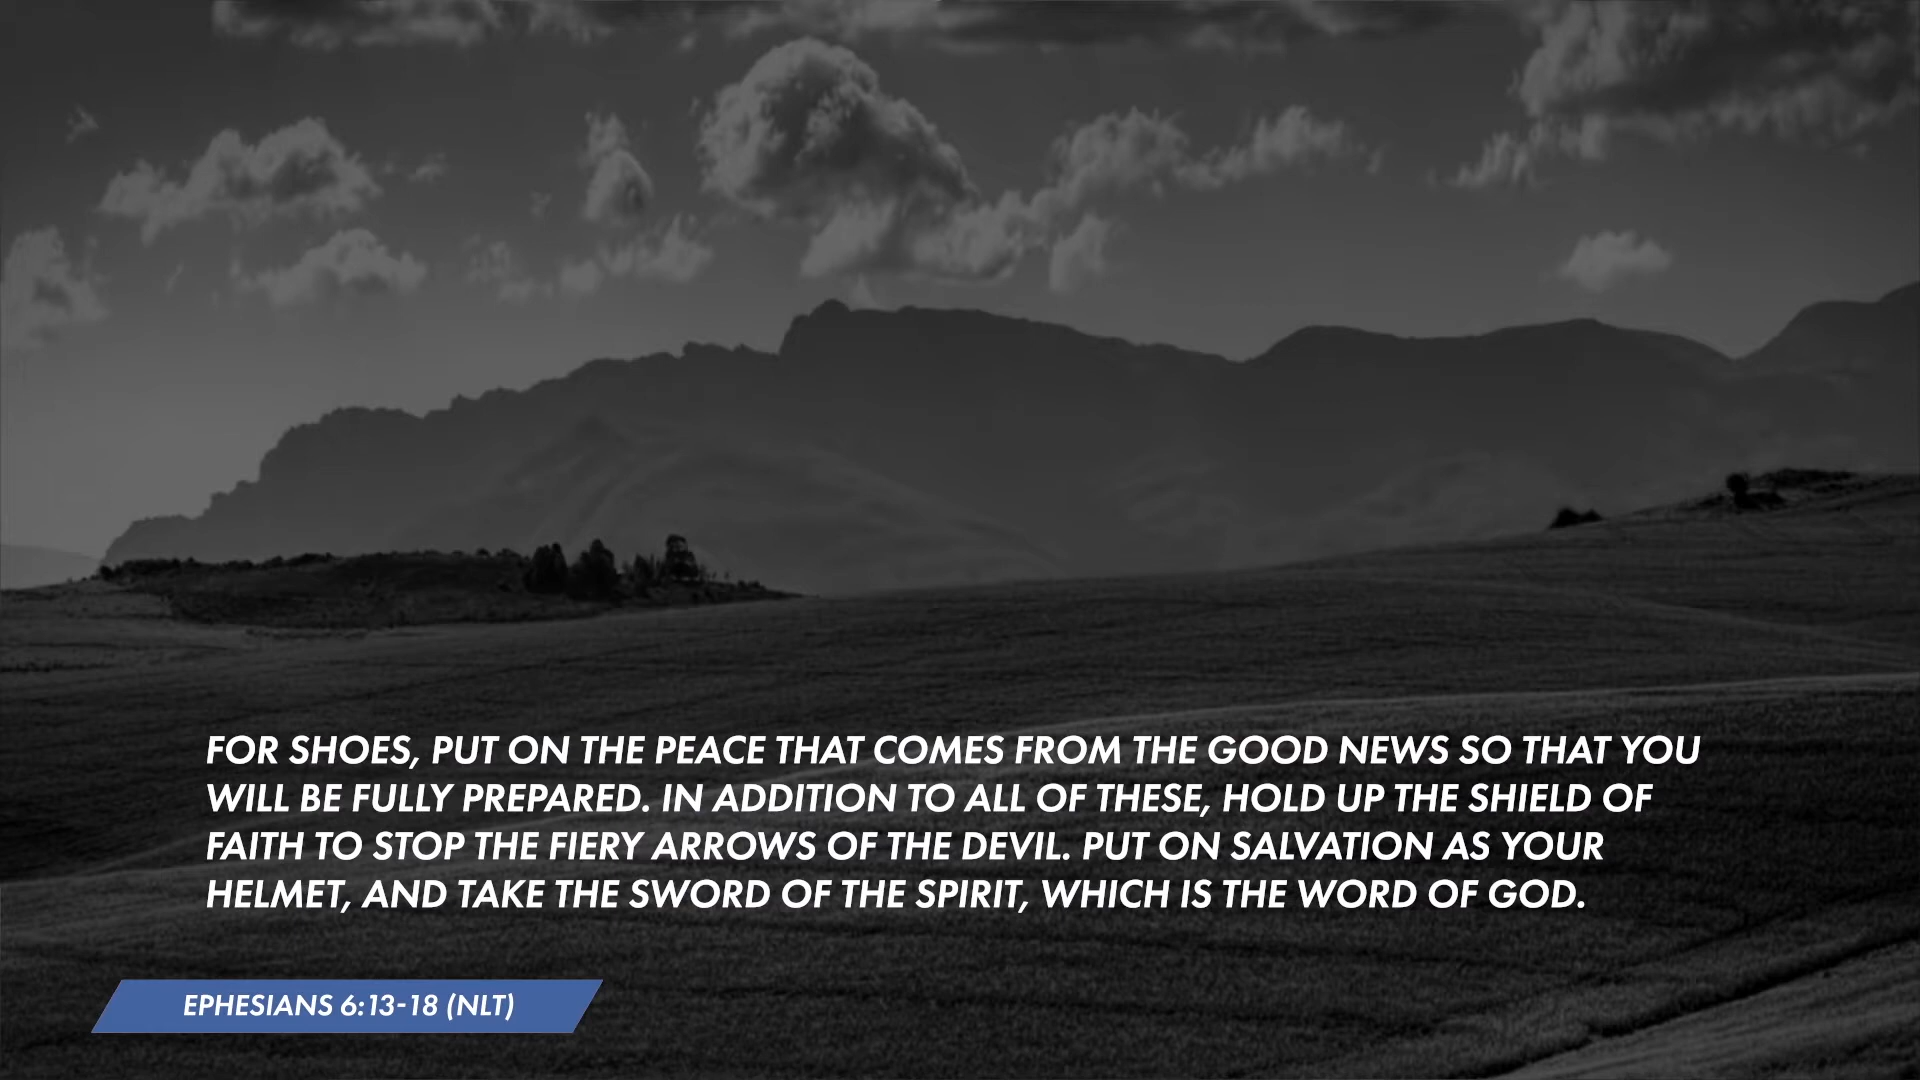 FOR SHOES, PUT ON THE PEACE THAT COMES FROM THE GOOD NEWS SO THAT YOU
WILL BE FULLY PREPARED. IN ADDITION TO ALL OF THESE, HOLD UP THE SHIELD OF
FAITH TO STOP THE FIERY ARROWS OF THE DEVIL. PUT ON SALVATION AS YOUR
HELMET, AND TAKE THE SWORD OF THE SPIRIT, WHICH IS THE WORD OF GOD.
EPHESIANS 6:13-18 (NLT)